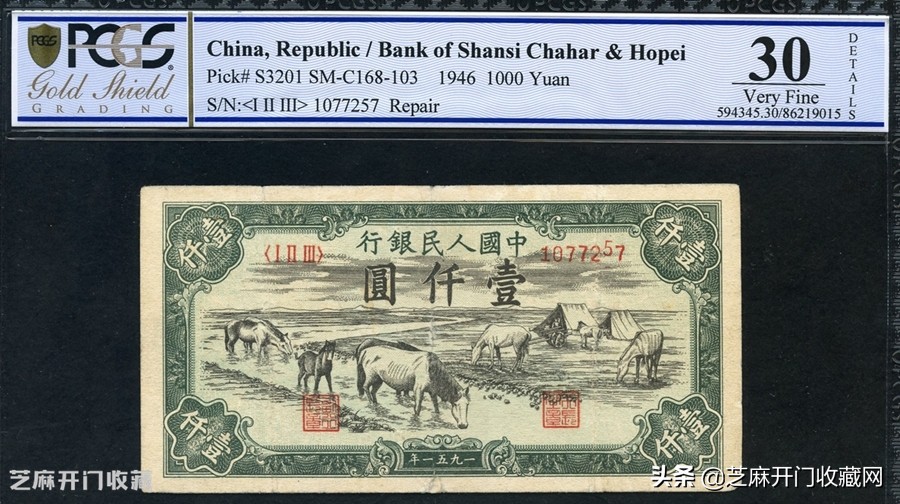 PCGS
PCGS
Gold Shield
GRADING
China, Republic / Bank of Shansi Chahar & Hopei
Pick# S3201 SM-C168-103 1946 1000 Yuan
S/N:<I II III> 1077257 Repair
30
Very Fine
594345.30/86219015
DETAILS
壹仟
壹仟
中國人民銀行
〈I II III〉
1077257
壹仟圓
壹仟
壹仟
一九五一年
芝麻开门收藏
头条 @芝麻开门收藏网